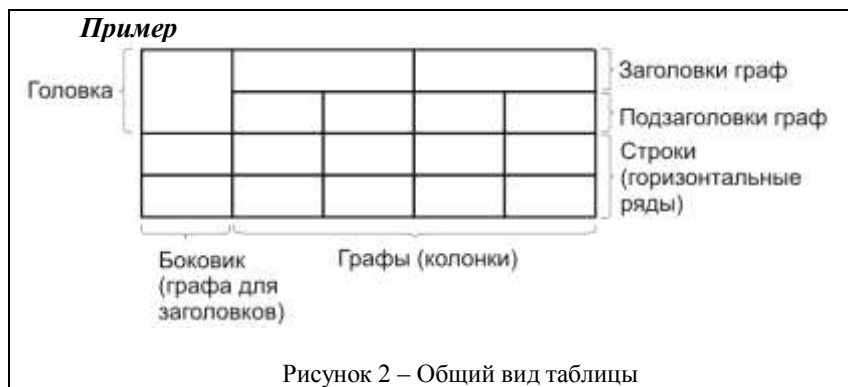 Пример
Головка
Заголовки граф
Подзаголовки граф
Строки
(горизонтальные
ряды)
Боковик
(графа для
заголовков)
Графы (колонки)
Рисунок 2 – Общий вид таблицы